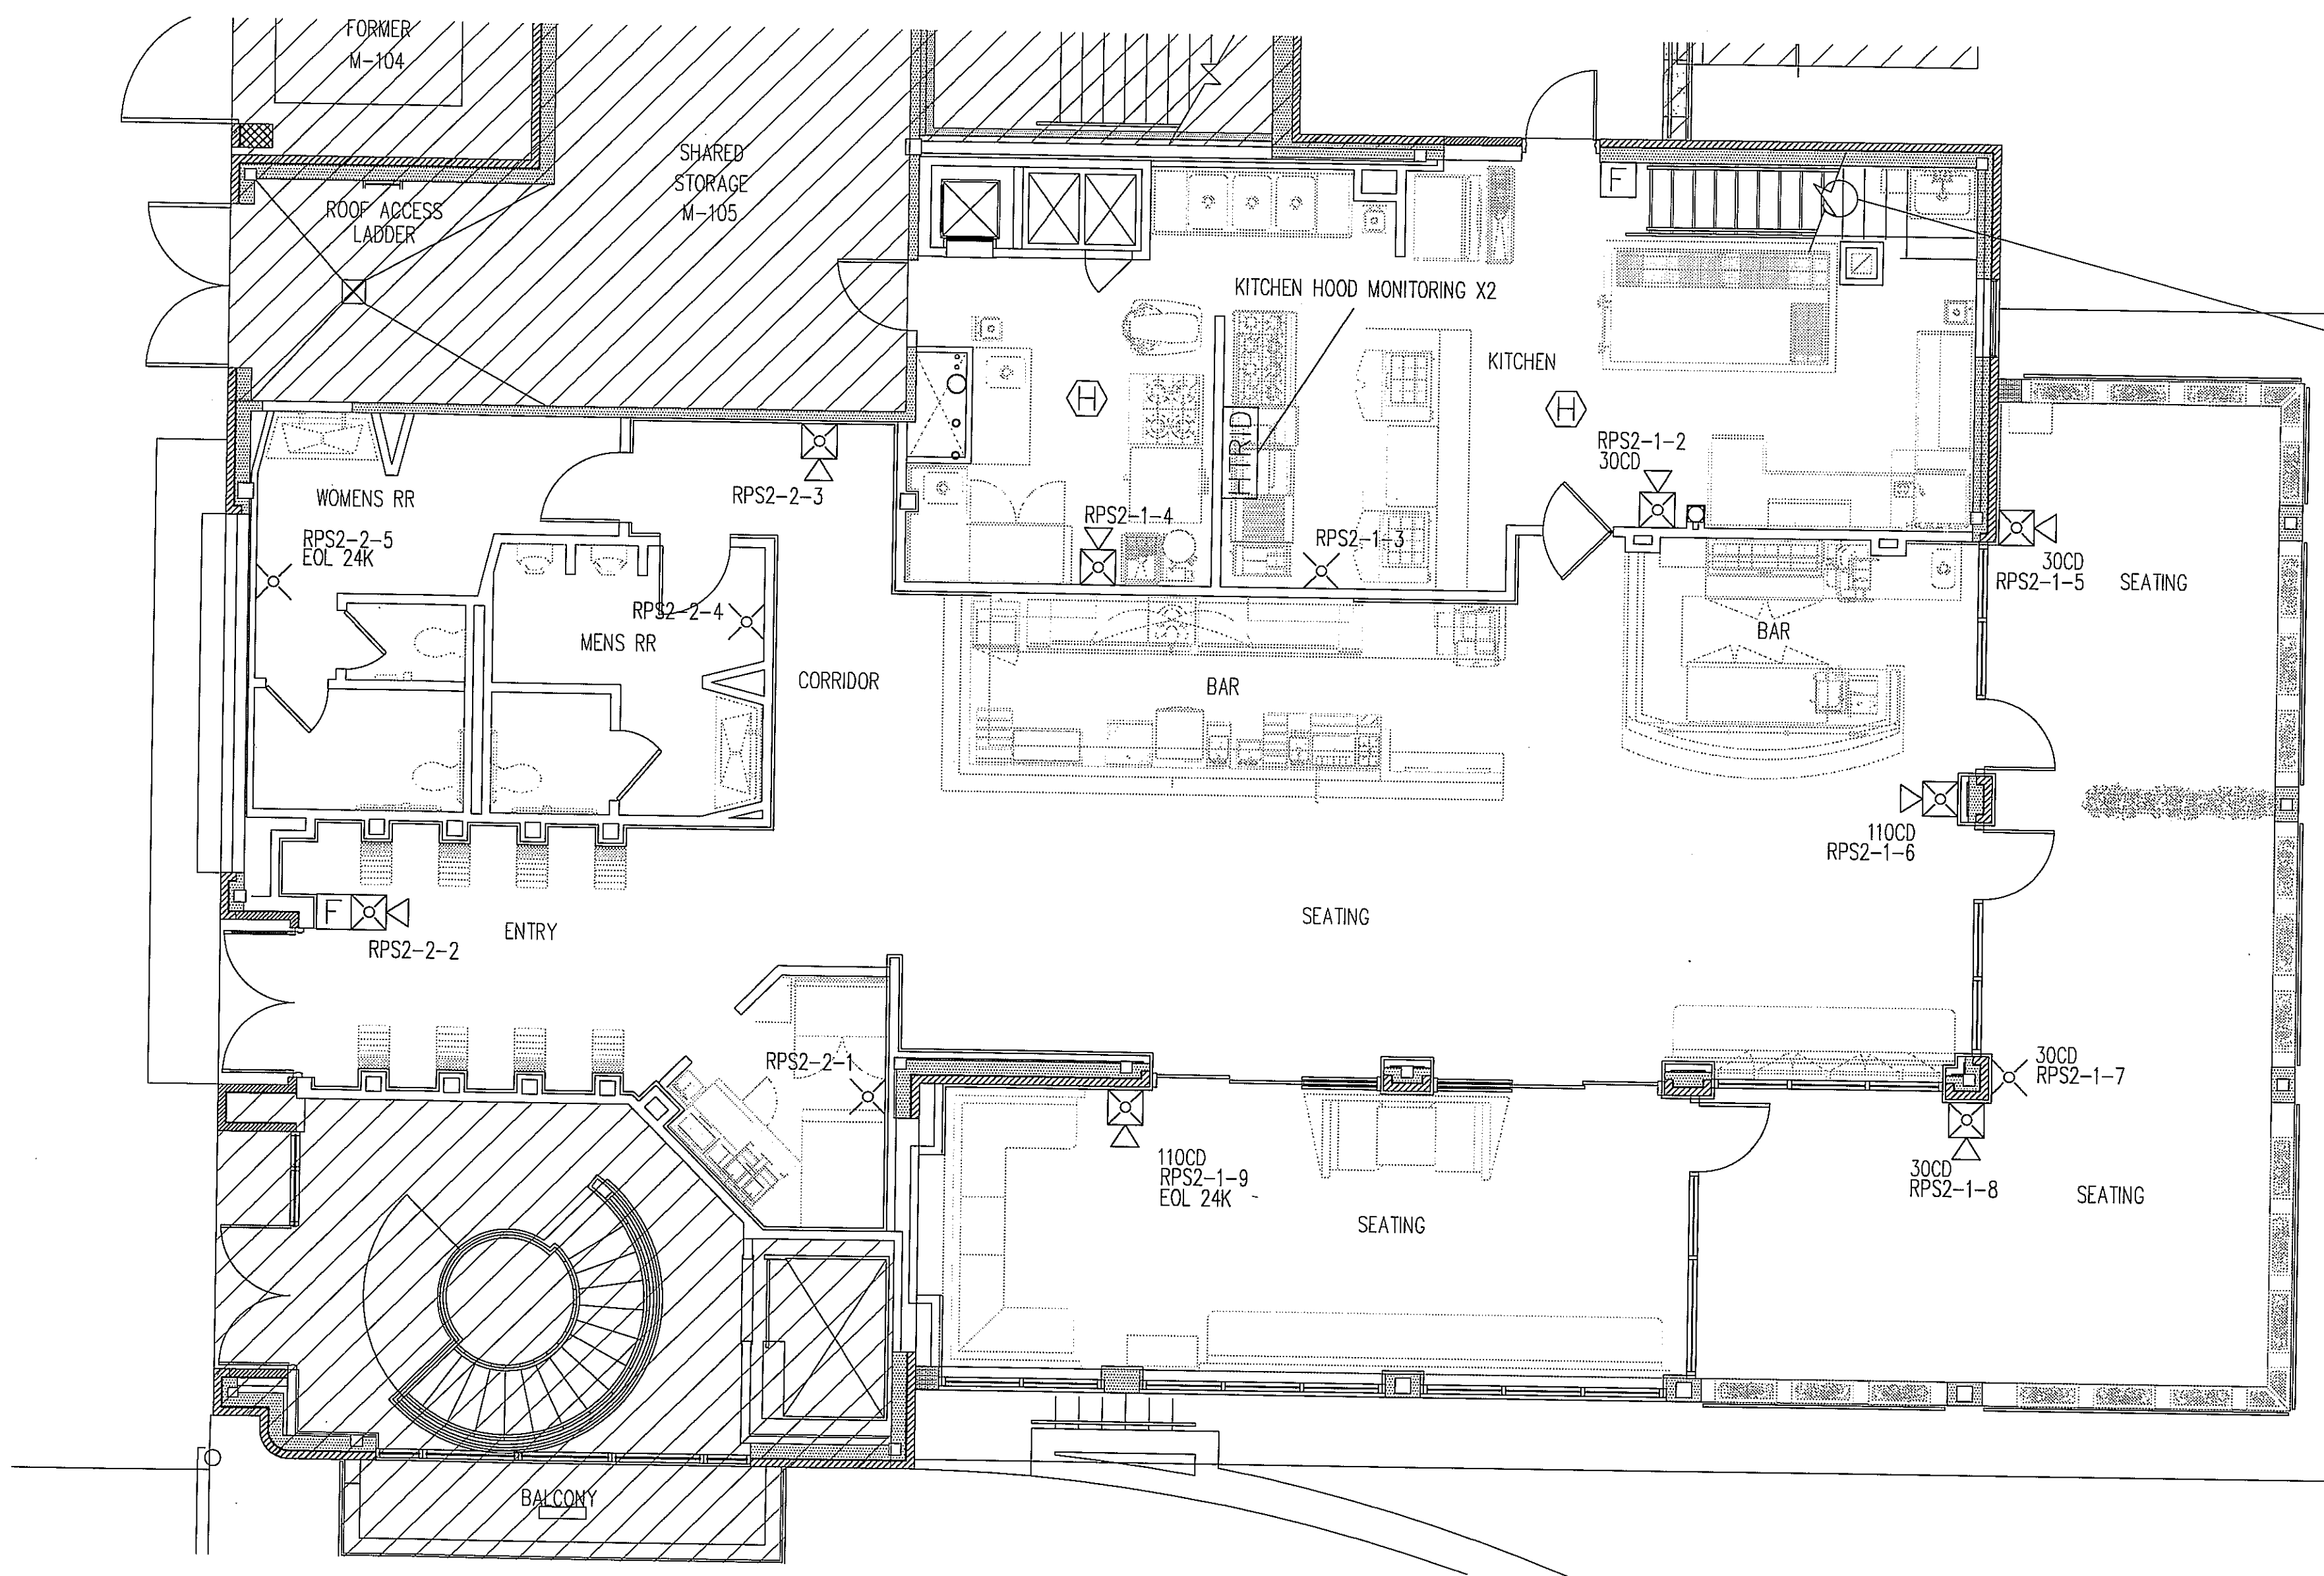 FORMER
M-104
SHARED
STORAGE
M-105
ROOF ACCESS
LADDER
F
KITCHEN HOOD MONITORING X2
KITCHEN
H
H
HTRID
RPS2-1-2
30CD
RPS2-2-3
WOMENS RR
RPS2-2-5
EOL 24K
RPS2-1-4
RPS2-1-3
30CD
RPS2-1-5
SEATING
RPS2-2-4
MENS RR
BAR
CORRIDOR
BAR
110CD
RPS2-1-6
F
RPS2-2-2
ENTRY
SEATING
RPS2-2-1
30CD
RPS2-1-7
110CD
RPS2-1-9
EOL 24K
30CD
RPS2-1-8
SEATING
SEATING
BALCONY